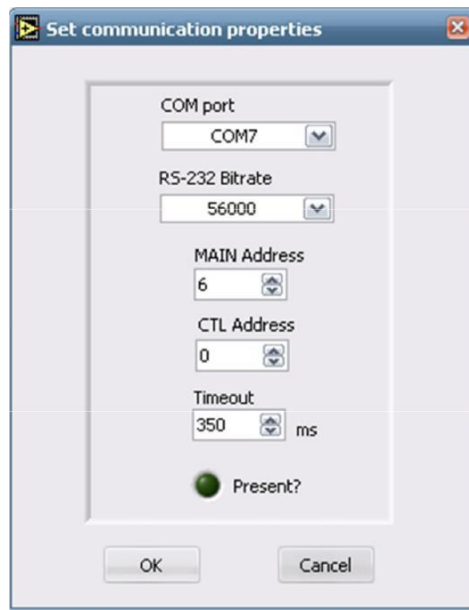 Set communication properties
COM port
COM7
RS-232 Bitrate
56000
MAIN Address
6
CTL Address
0
Timeout
350 ms
Present?
OK Cancel